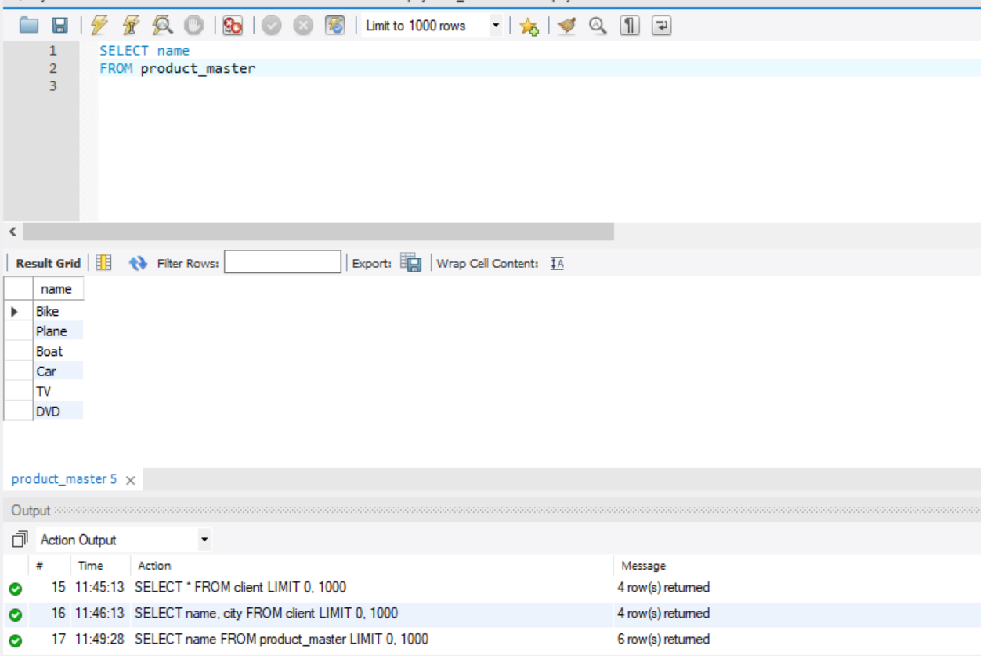 Limit to 1000 rows
1 SELECT name
2 FROM product_master
3
Result Grid Filter Rows: Export: Wrap Cell Content:
name
Bike
Plane
Boat
Car
TV
DVD
product_master 5
Output
Action Output
# Time Action Message
15 11:45:13 SELECT * FROM client LIMIT 0, 1000 4 row(s) returned
16 11:46:13 SELECT name, city FROM client LIMIT 0, 1000 4 row(s) returned
17 11:49:28 SELECT name FROM product_master LIMIT 0, 1000 6 row(s) returned